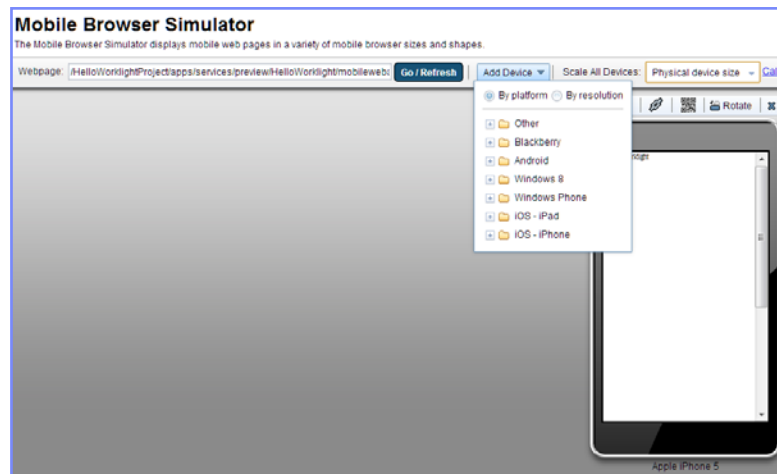 Mobile Browser Simulator
The Mobile Browser Simulator displays mobile web pages in a variety of mobile browser sizes and shapes.
Webpage: /HelloWorklightProject/apps/services/preview/HelloWorklight/mobilewebc Go / Refresh Add Device Scale All Devices: Physical device size Cal
By platform By resolution
Rotate
Other
Blackberry
Android
Windows 8
Windows Phone
iOS - iPad
iOS - iPhone
Apple iPhone 5